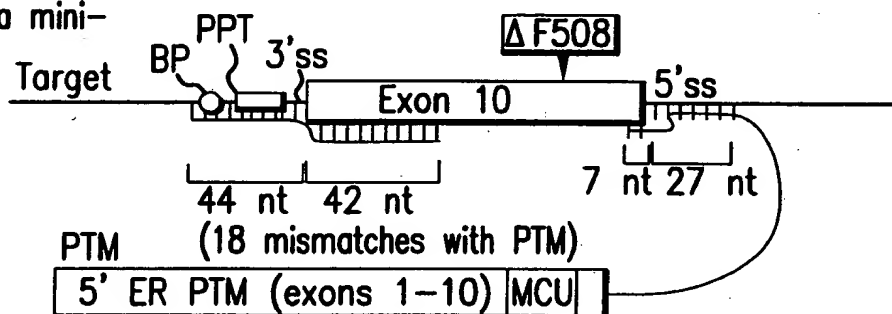 a mini-
PPT
ΔF508
BP
3'ss
Target
5'ss
Exon 10
44 nt
42 nt
7 nt
27 nt
(18 mismatches with PTM)
PTM
5' ER PTM (exons 1-10)
MCU